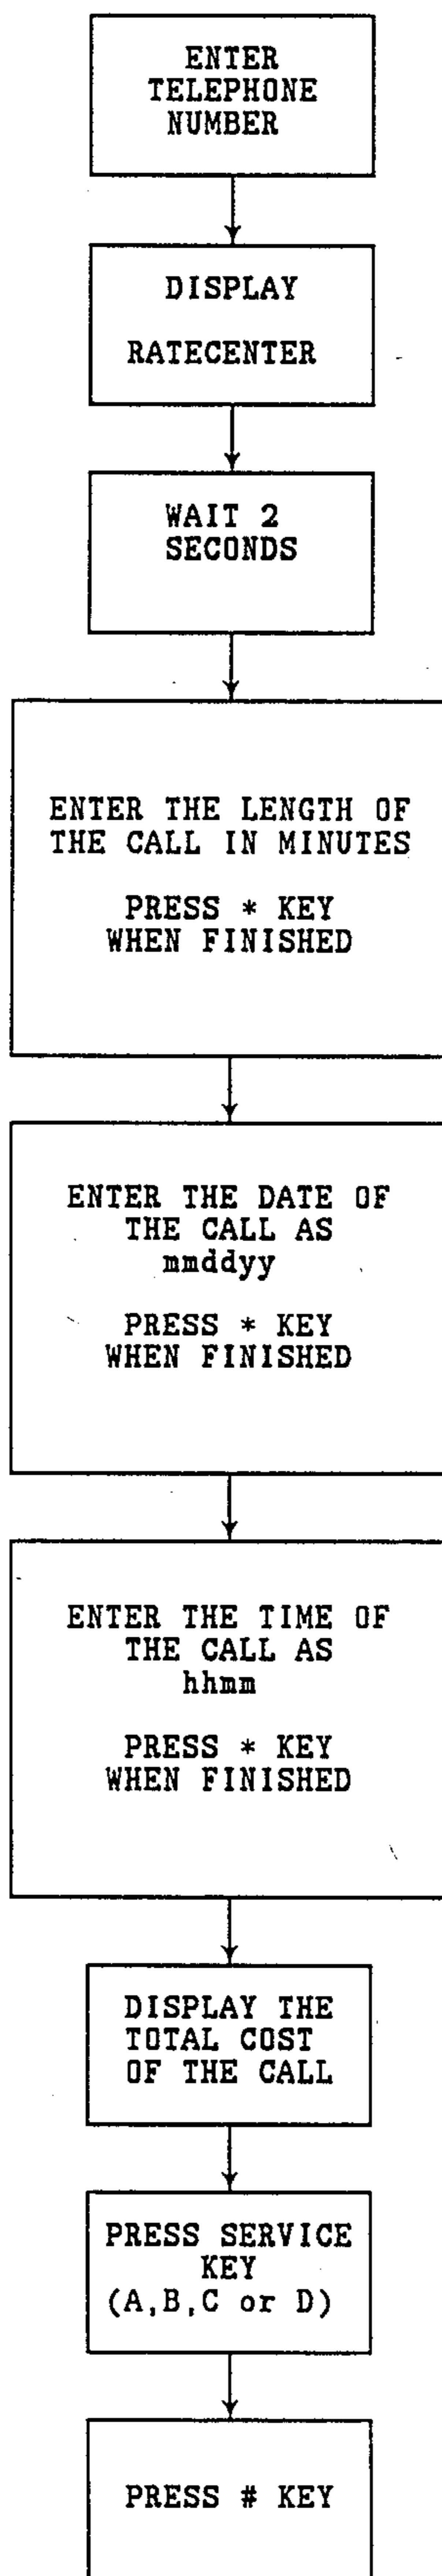 ENTER
TELEPHONE
NUMBER
DISPLAY
RATECENTER
WAIT 2
SECONDS
ENTER THE LENGTH OF
THE CALL IN MINUTES
PRESS * KEY
WHEN FINISHED
ENTER THE DATE OF
THE CALL AS
mmddyy
PRESS * KEY
WHEN FINISHED
ENTER THE TIME OF
THE CALL AS
hhmm
PRESS * KEY
WHEN FINISHED
DISPLAY THE
TOTAL COST
OF THE CALL
PRESS SERVICE
KEY
(A,B,C or D)
PRESS # KEY